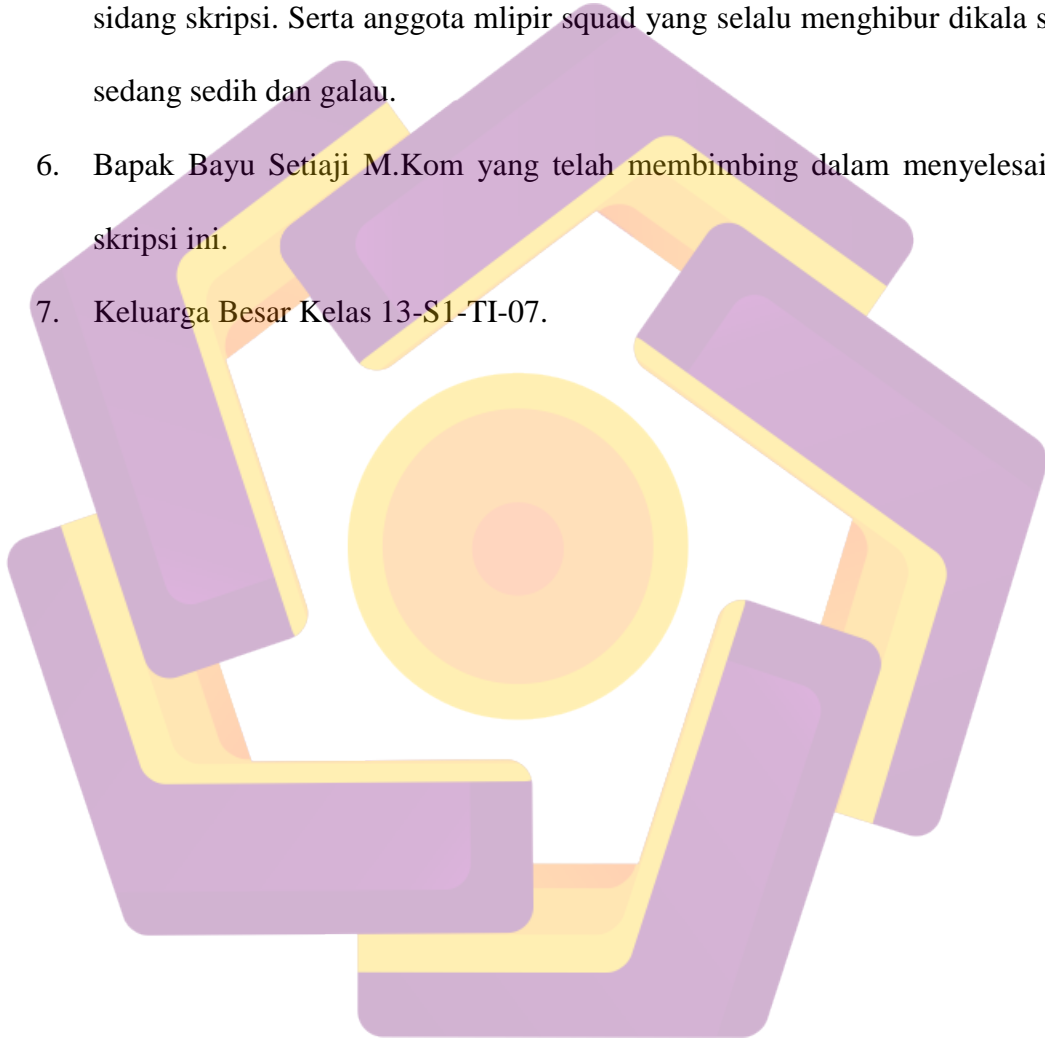 sidang skripsi. Serta anggota mlipir squad yang selalu menghibur dikala s
sedang sedih dan galau.
6. Bapak Bayu Setiaji M.Kom yang telah membimbing dalam menyelesai
skripsi ini.
7. Keluarga Besar Kelas 13-S1-TI-07.